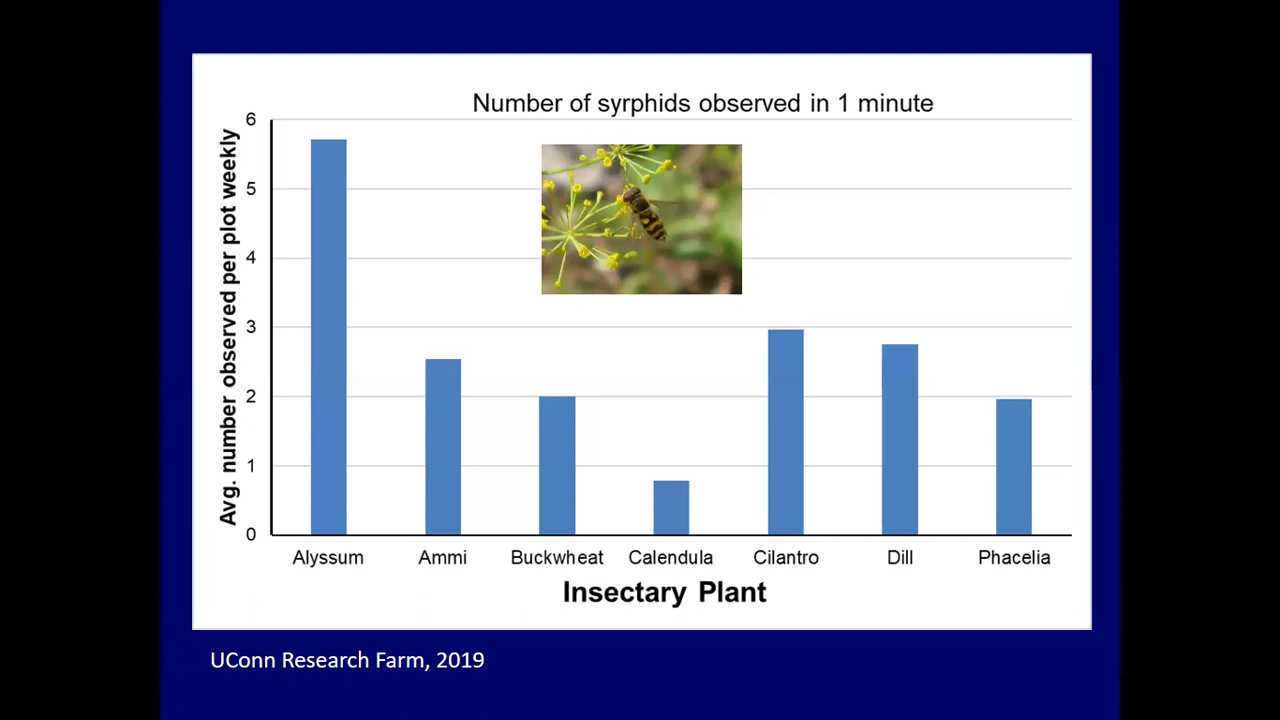 Number of syrphids observed in 1 minute
Avg. number observed per plot weekly
6
5
4
3
2
1
0
Alyssum Ammi Buckwheat Calendula Cilantro Dill Phacelia
Insectary Plant
UConn Research Farm, 2019